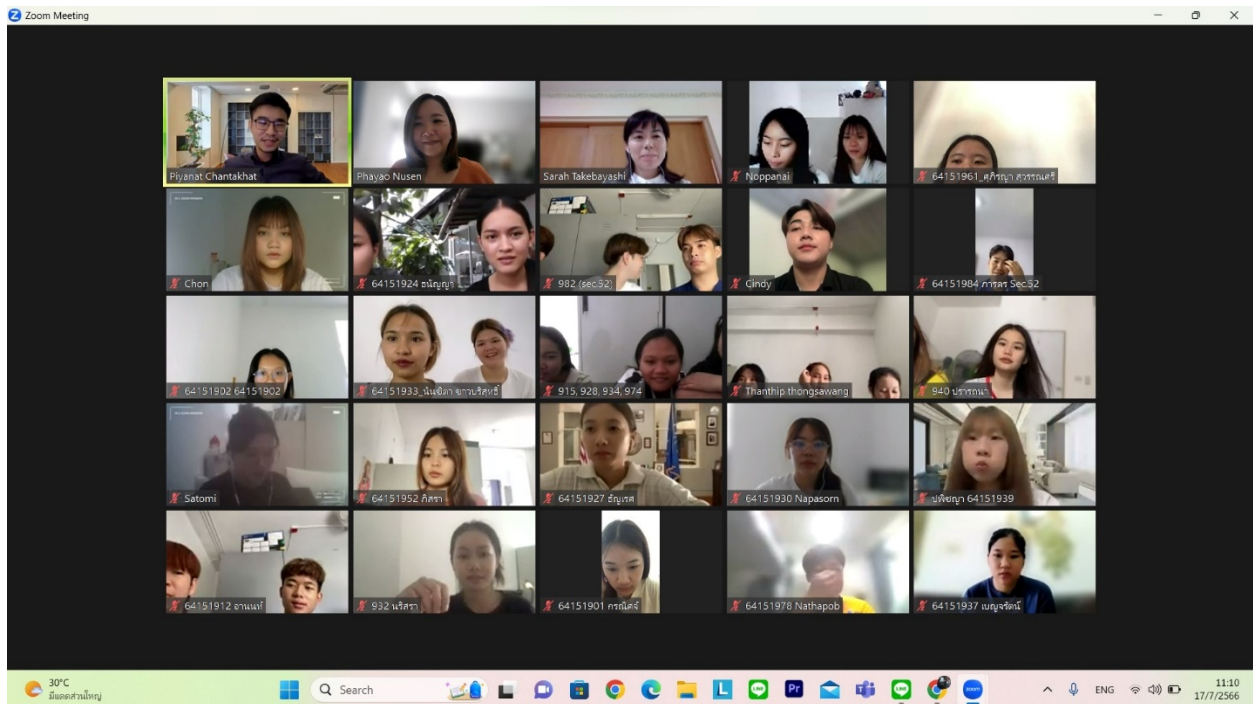 Zoom Meeting
Piyanat Chantakhat
Phayao Nusen
Sarah Takebayashi
Noppanai
64151961_ศุภิรญา สุวรรณศรี
Chon
64151924 ธนัญญา
982 (sec.52)
Cindy
64151984 ภารดร Sec.52
64151902 64151902
64151933_นันทิตา ขาวบริสุทธิ์
915, 928, 934, 974
Thanthip thongsawang
940 ปรารถนา
Satomi
64151952 ภิสรา
64151927 ธัญเรศ
64151930 Napasorn
ปพิชญา 64151939
64151912 อานนท์
932 นริสรา
64151901 กรณิศจ์
64151978 Nathapob
64151937 เบญจรัตน์
30°C
มีแดดส่วนใหญ่
Search
ENG
11:10
17/7/2566